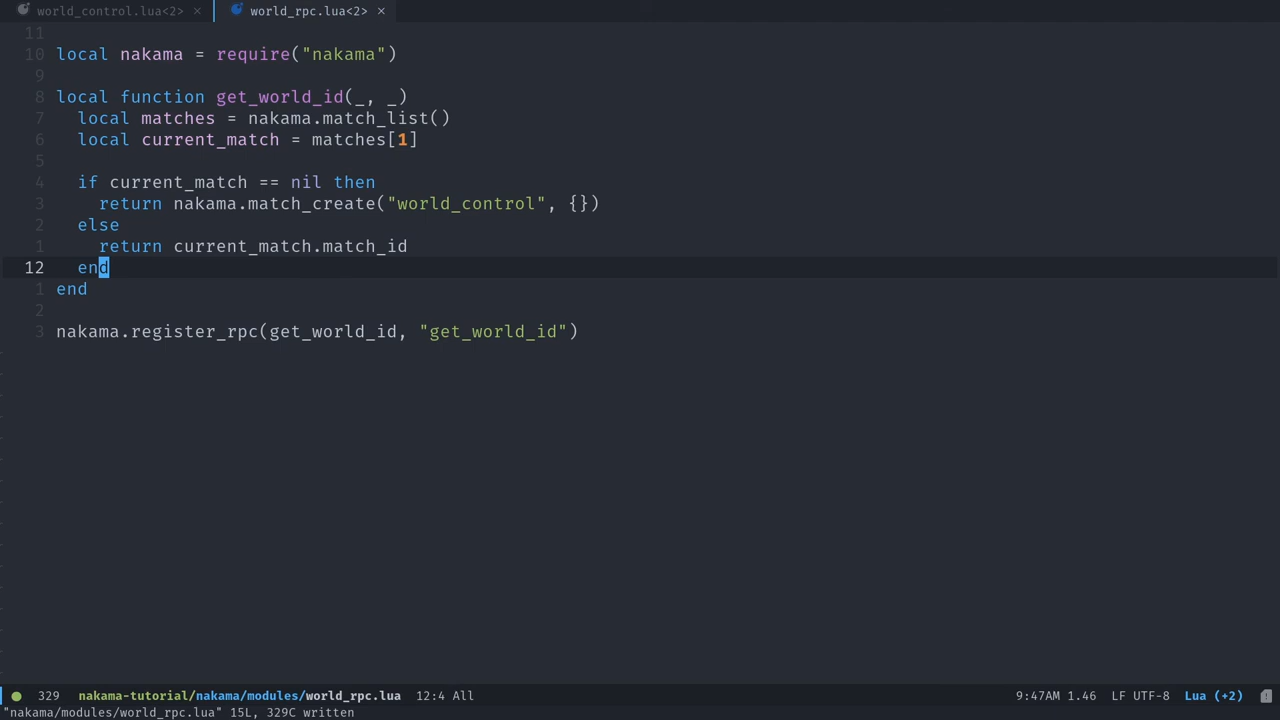 world_control.lua<2> × world_rpc.lua<2> ×
11
10 local nakama = require("nakama")
9
8 local function get_world_id(_, _)
7   local matches = nakama.match_list()
6   local current_match = matches[1]
5
4   if current_match == nil then
3     return nakama.match_create("world_control", {})
2   else
1     return current_match.match_id
12   end
1 end
2
3 nakama.register_rpc(get_world_id, "get_world_id")
329 nakama-tutorial/nakama/modules/world_rpc.lua 12:4 All 9:47AM 1.46 LF UTF-8 Lua (+2)
"nakama/modules/world_rpc.lua" 15L, 329C written